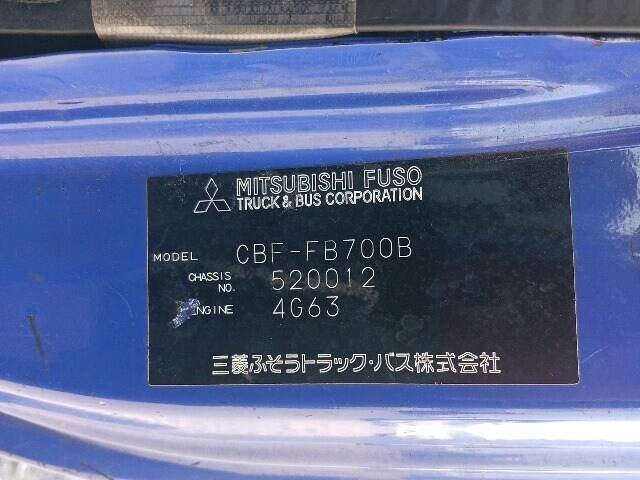 MITSUBISHI FUSO
TRUCK & BUS CORPORATION
MODEL CBF-FB700B
CHASSIS NO. 520012
ENGINE 4G63
三菱ふそうトラック・バス株式会社